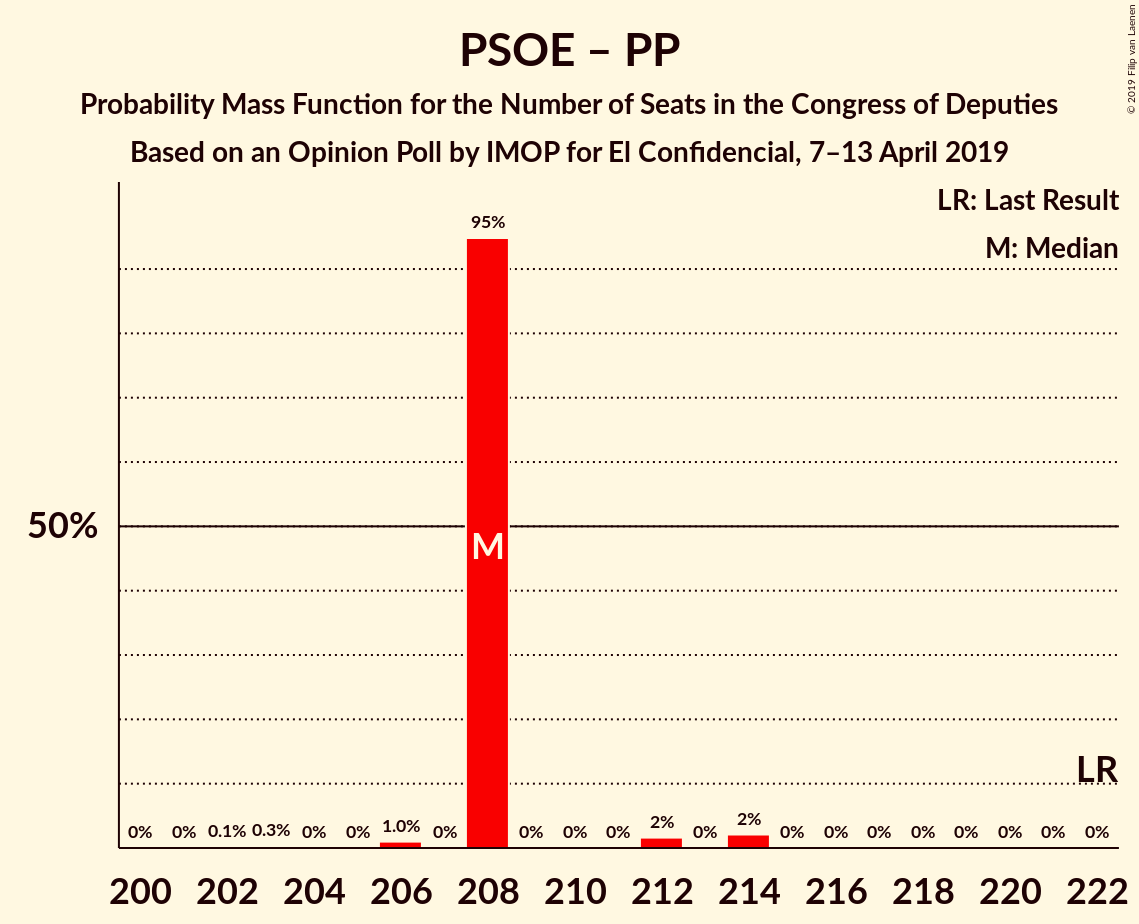 PSOE – PP
Probability Mass Function for the Number of Seats in the Congress of Deputies
Based on an Opinion Poll by IMOP for El Confidencial, 7–13 April 2019
© 2019 Filip van Laenen
LR: Last Result
M: Median
95%
50%
M
LR
0% 0% 0.1% 0.3% 0% 0% 1.0% 0% 0% 0% 0% 2% 0% 2% 0% 0% 0% 0% 0% 0% 0% 0%
200 202 204 206 208 210 212 214 216 218 220 222